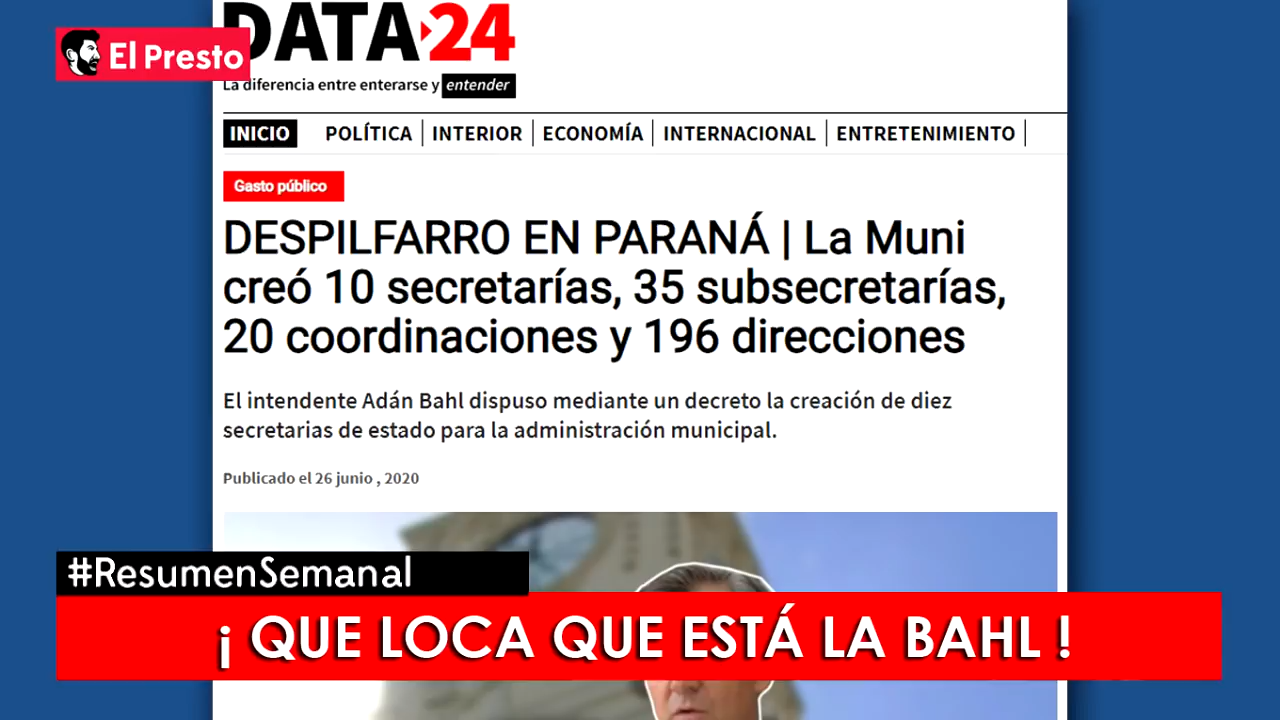 El Presto
DATA24
La diferencia entre enterarse y entender
INICIO POLÍTICA INTERIOR ECONOMÍA INTERNACIONAL ENTRETENIMIENTO
Gasto público
DESPILFARRO EN PARANÁ | La Muni
creó 10 secretarías, 35 subsecretarías,
20 coordinaciones y 196 direcciones
El intendente Adán Bahl dispuso mediante un decreto la creación de diez
secretarias de estado para la administración municipal.
Publicado el 26 junio , 2020
#ResumenSemanal
¡ QUE LOCA QUE ESTÁ LA BAHL !